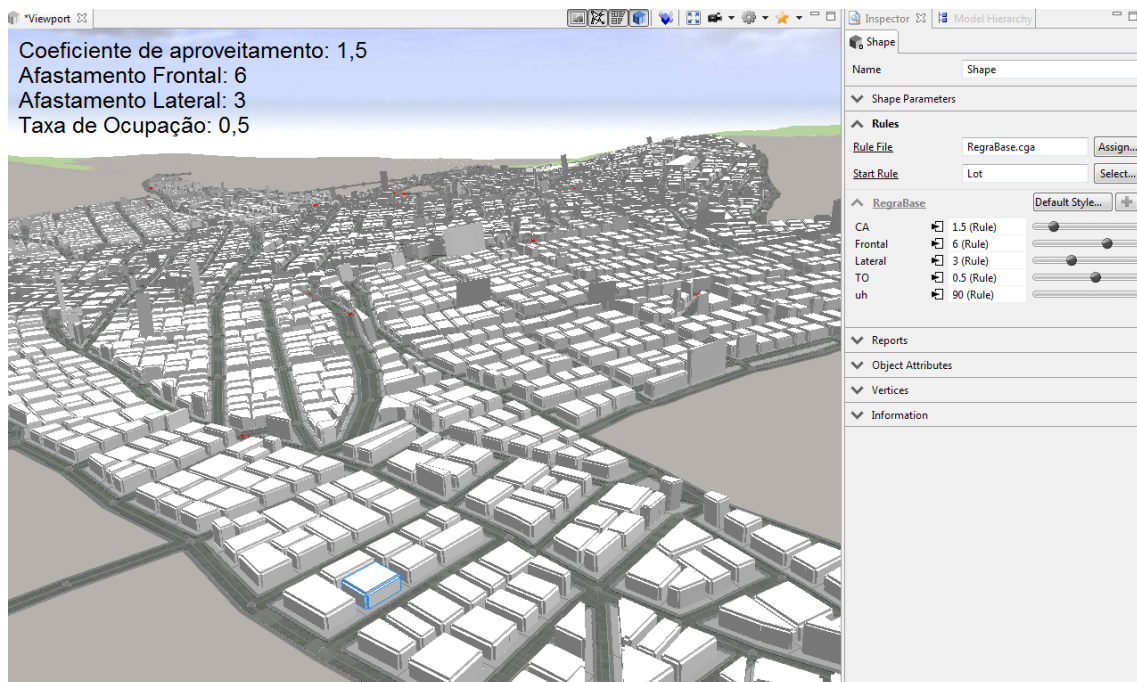 *Viewport
Coeficiente de aproveitamento: 1,5
Afastamento Frontal: 6
Afastamento Lateral: 3
Taxa de Ocupação: 0,5
Inspector
Model Hierarchy
Shape
Name Shape
Shape Parameters
Rules
Rule File RegraBase.cga Assign...
Start Rule Lot Select...
RegraBase Default Style...
CA 1.5 (Rule)
Frontal 6 (Rule)
Lateral 3 (Rule)
TO 0.5 (Rule)
uh 90 (Rule)
Reports
Object Attributes
Vertices
Information